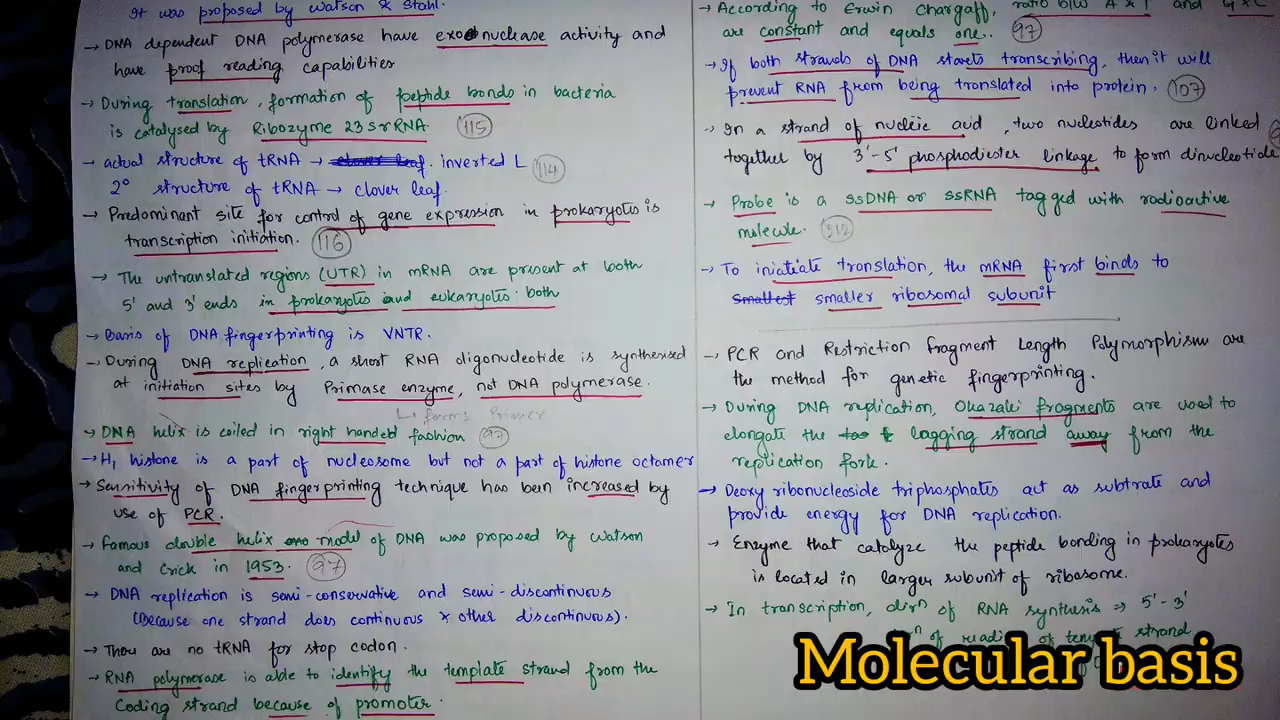 It was proposed by Watson & Stahl.
→ DNA dependent DNA polymerase have exonuclease activity and
have proof reading capabilities
→ During translation, formation of peptide bonds in bacteria
is catalysed by Ribozyme 23 s rRNA. 115
→ actual structure of tRNA → clover leaf. inverted L 114
2° structure of tRNA → clover leaf.
→ Predominant site for control of gene expression in prokaryotes is
transcription initiation. 116
→ The untranslated regions (UTR) in mRNA are present at both
5' and 3' ends in prokaryotes and eukaryotes both
→ Basis of DNA fingerprinting is VNTR.
→ During DNA replication, a short RNA oligonucleotide is synthesised
at initiation sites by Primase enzyme, not DNA polymerase.
↳ forms Primer
→ DNA helix is coiled in right handed fashion 97
→ H1 histone is a part of nucleosome but not a part of histone octamer
→ Sensitivity of DNA fingerprinting technique has been increased by
use of PCR.
→ Famous double helix model of DNA was proposed by Watson
and Crick in 1953. 97
→ DNA replication is semi-conservative and semi-discontinuous
(Because one strand does continuous & other discontinuous).
→ There are no tRNA for stop codon.
→ RNA polymerase is able to identify the template strand from the
Coding strand because of promoter.
→ According to Erwin Chargaff, ratio b/w A & T and G & C
are constant and equals one. 97
→ If both strands of DNA starts transcribing, then it will
prevent RNA from being translated into protein. 107
→ In a strand of nucleic acid, two nucleotides are linked
together by 3'-5' phosphodiester linkage to form dinucleotide
→ Probe is a ssDNA or ssRNA tagged with radioactive
molecule. 212
→ To iniatiate translation, the mRNA first binds to
Smallest smaller ribosomal subunit
→ PCR and Restriction fragment Length Polymorphism are
the method for genetic fingerprinting.
→ During DNA replication, Okazaki fragments are used to
elongate the lagging strand away from the
replication fork.
→ Deoxy ribonucleoside triphosphates act as subtrate and
provide energy for DNA replication.
→ Enzyme that catalyze the peptide bonding in prokaryotes
is located in larger subunit of ribosome.
→ In transcription, dirn of RNA synthesis ⇒ 5'-3'
of template strand
Molecular basis